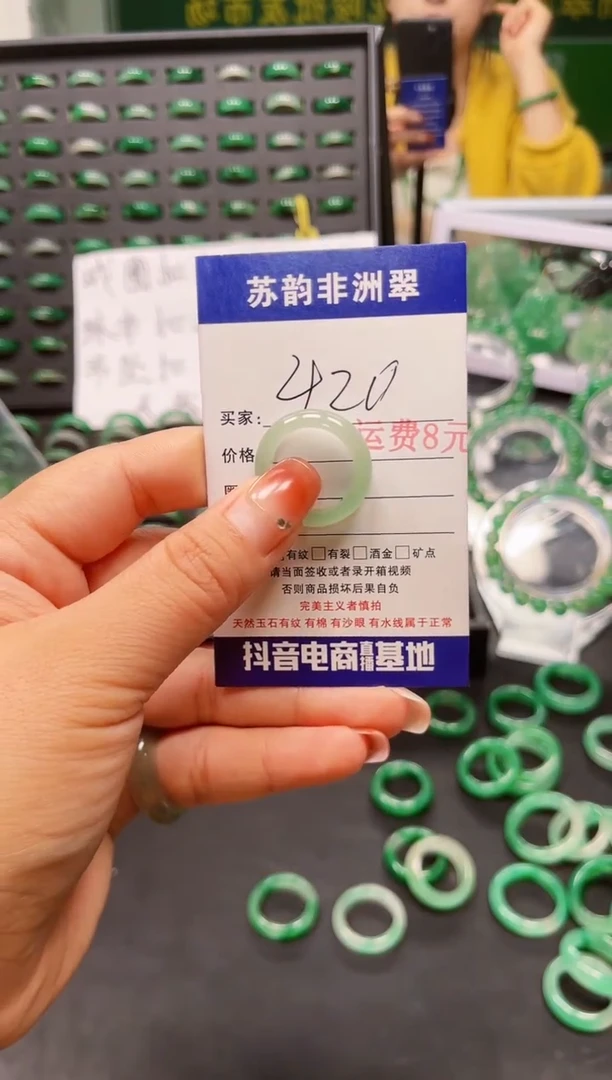 苏韵非洲翠
420
买家:
运费8元
价格
有纹 有裂 酒金 矿点
请当面签收或者录开箱视频
否则商品损坏后果自负
完美主义者慎拍
天然玉石有纹 有棉 有沙眼 有水线属于正常
抖音电商直播基地